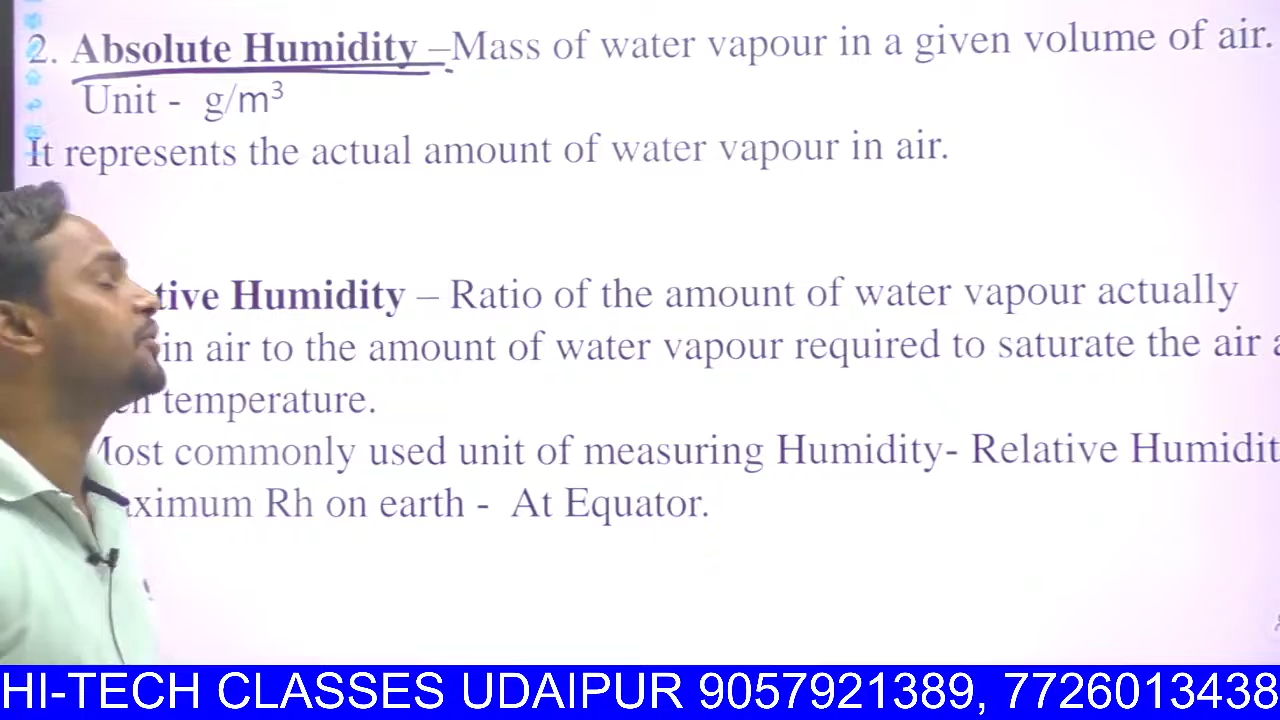 2. Absolute Humidity –Mass of water vapour in a given volume of air.
Unit - g/m³
It represents the actual amount of water vapour in air.
tive Humidity – Ratio of the amount of water vapour actually
in air to the amount of water vapour required to saturate the air a
temperature.
Most commonly used unit of measuring Humidity- Relative Humidit
ximum Rh on earth - At Equator.
HI-TECH CLASSES UDAIPUR 9057921389, 7726013438